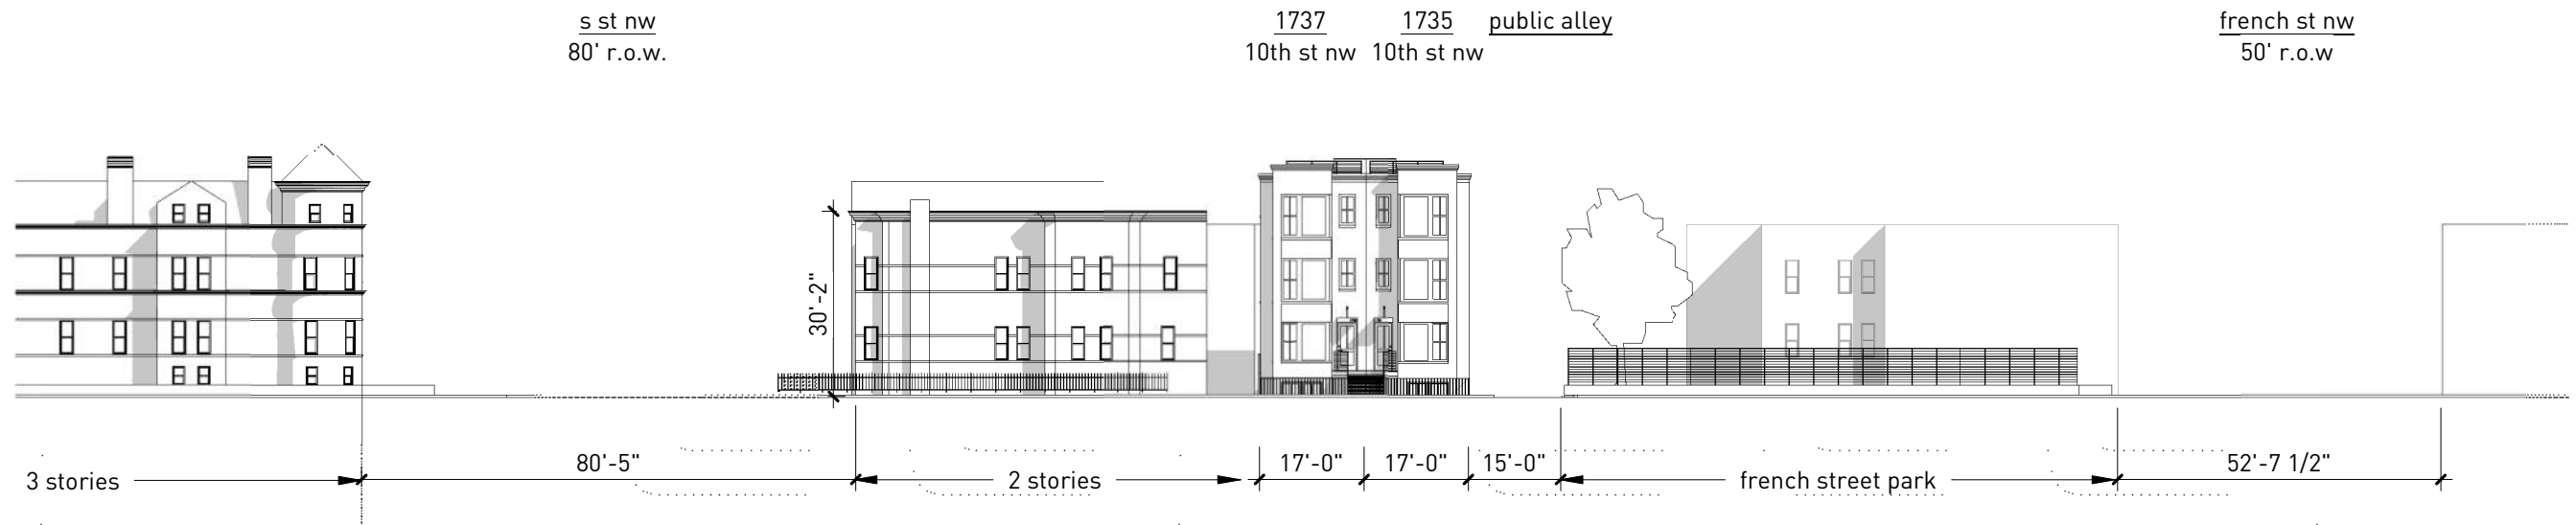 s st nw
80' r.o.w.
1737
10th st nw
1735
10th st nw
public alley
french st nw
50' r.o.w
30'-2"
3 stories
80'-5"
2 stories
17'-0"
17'-0"
15'-0"
french street park
52'-7 1/2"